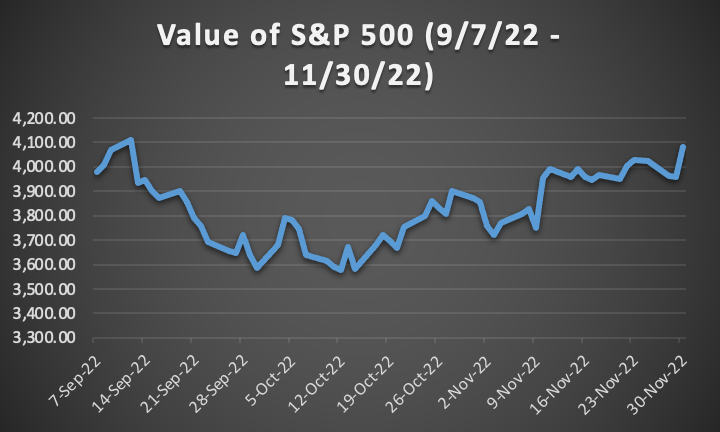 Value of S&P 500 (9/7/22 -
11/30/22)
4,200.00
4,100.00
4,000.00
3,900.00
3,800.00
3,700.00
3,600.00
3,500.00
3,400.00
3,300.00
7-Sep-22
14-Sep-22
21-Sep-22
28-Sep-22
5-Oct-22
12-Oct-22
19-Oct-22
26-Oct-22
2-Nov-22
9-Nov-22
16-Nov-22
23-Nov-22
30-Nov-22